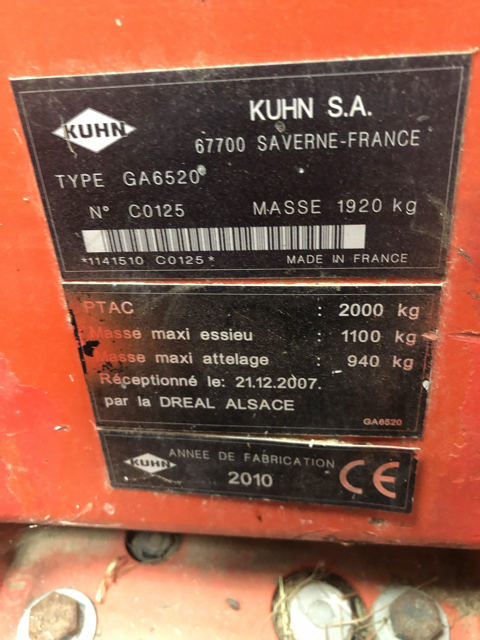 KUHN
KUHN S.A.
67700 SAVERNE-FRANCE
TYPE GA6520
N° C0125 MASSE 1920 kg
*1141510 C0125* MADE IN FRANCE
PTAC : 2000 kg
Masse maxi essieu : 1100 kg
Masse maxi attelage : 940 kg
Réceptionné le: 21.12.2007.
par la DREAL ALSACE
GA6520
KUHN
ANNEE DE FABRICATION
2010
CE